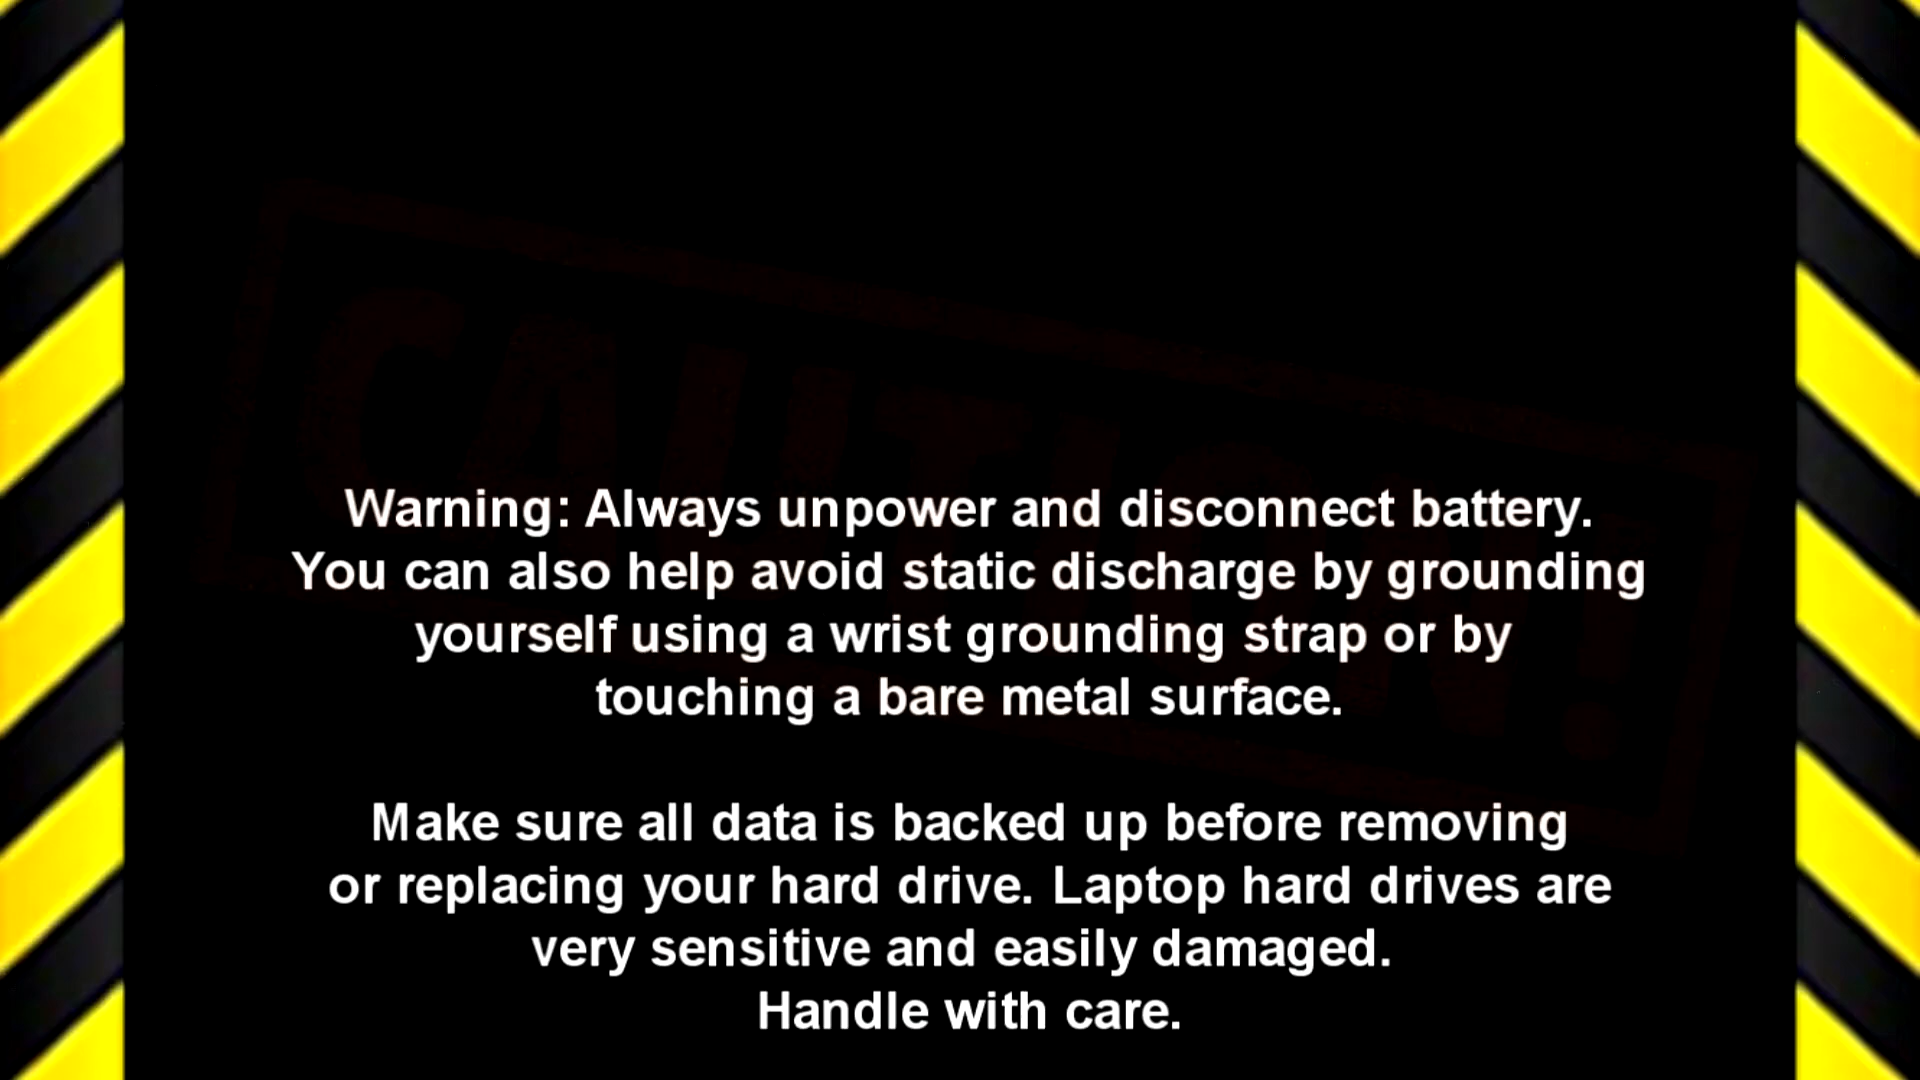 CAUTION!
Warning: Always unpower and disconnect battery.
You can also help avoid static discharge by grounding
yourself using a wrist grounding strap or by
touching a bare metal surface.
Make sure all data is backed up before removing
or replacing your hard drive. Laptop hard drives are
very sensitive and easily damaged.
Handle with care.